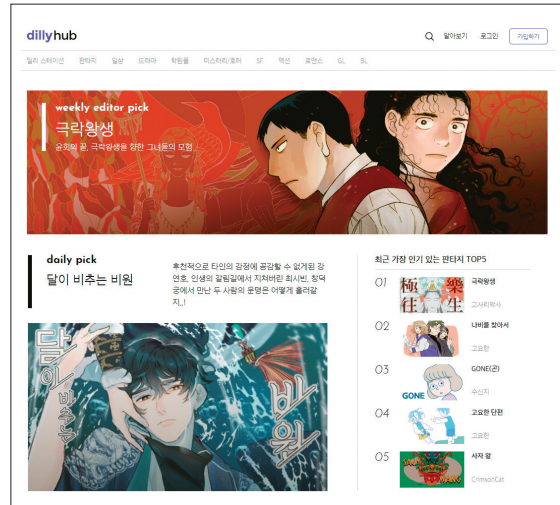 dillyhub
알아보기 로그인 가입하기
딜리 스테이션 판타지 일상 드라마 학원물 미스터리/호러 SF 액션 로맨스 GL BL
weekly editor pick
극락왕생
윤회의 끝, 극락왕생을 향한 그녀들의 모험
daily pick
달이 비추는 비원
후천적으로 타인의 감정에 공감할 수 없게된 강
연호, 인생의 갈림길에서 지쳐버린 최시빈, 창덕
궁에서 만난 두 사람의 운명은 어떻게 흘러갈
지..!
달이 비추는
비원
최근 가장 인기 있는 판타지 TOP5
01
極樂
往生
극락왕생
고사리박사
02
나비를 찾아서
고요한
03
GONE
GONE(곤)
수신지
04
고요한 단편
고요한
05
사자 왕
CrimsonCat